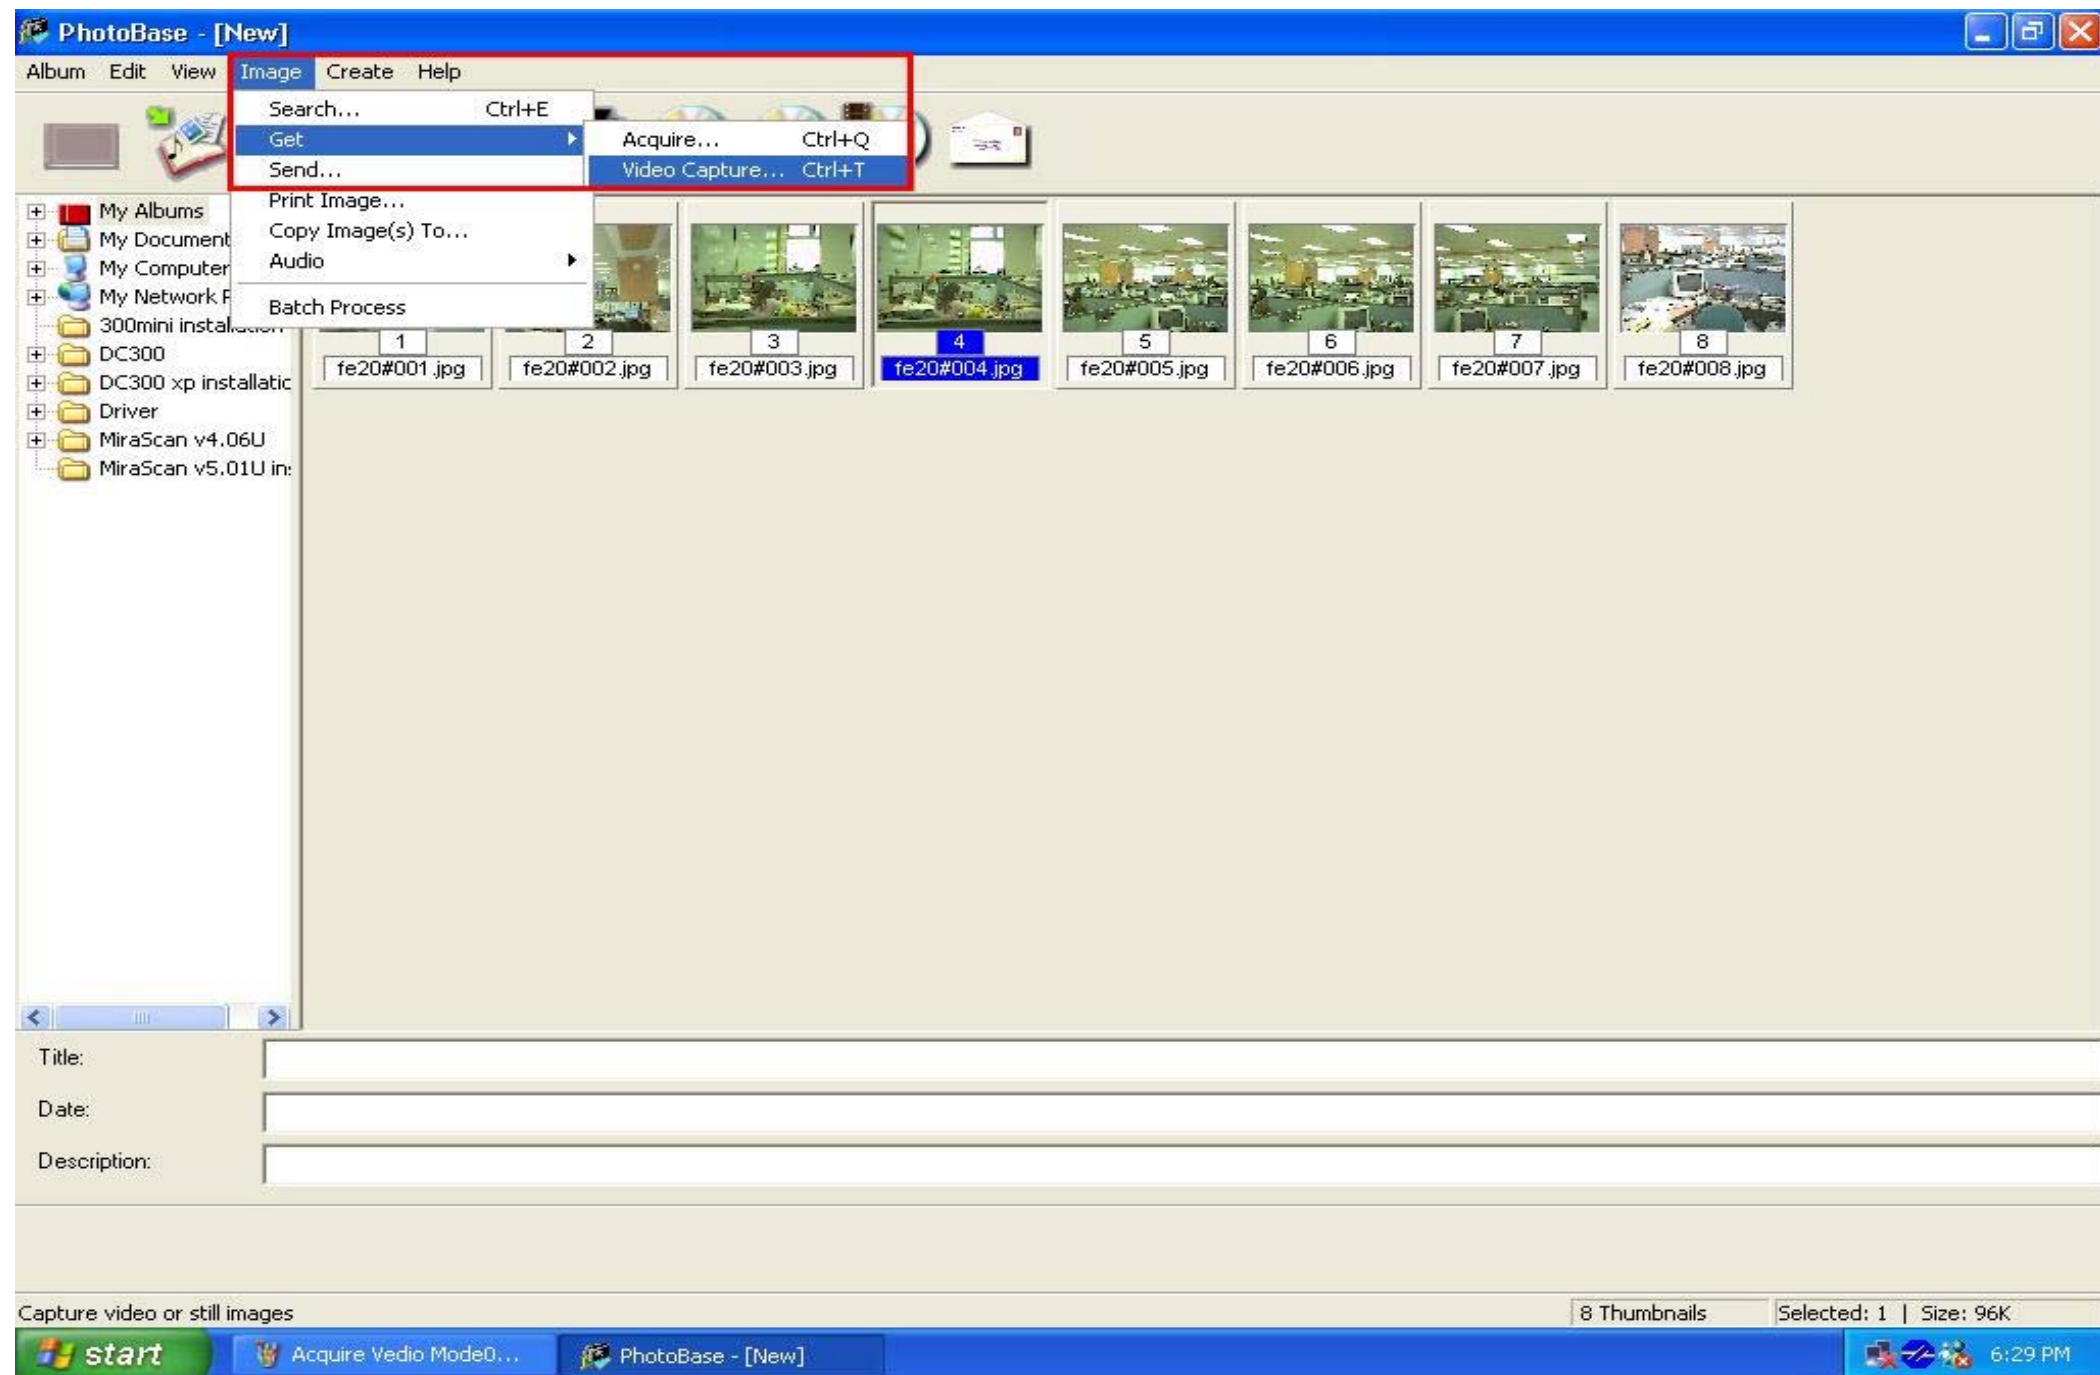 PhotoBase - [New]
Album Edit View Image Create Help
Search... Ctrl+E
Get
Send...
Print Image...
Copy Image(s) To...
Audio
Batch Process
Acquire... Ctrl+Q
Video Capture... Ctrl+T
My Albums
My Document
My Computer
My Network
300mini
DC300
DC300 xp installatic
Driver
MiraScan v4.06U
MiraScan v5.01U in
1 2 3 4 5 6 7 8
fe20#001.jpg fe20#002.jpg fe20#003.jpg fe20#004.jpg fe20#005.jpg fe20#006.jpg fe20#007.jpg fe20#008.jpg
Title:
Date:
Description:
Capture video or still images 8 Thumbnails Selected: 1 | Size: 96K
start Acquire Vedio Mode0... PhotoBase - [New] 6:29 PM